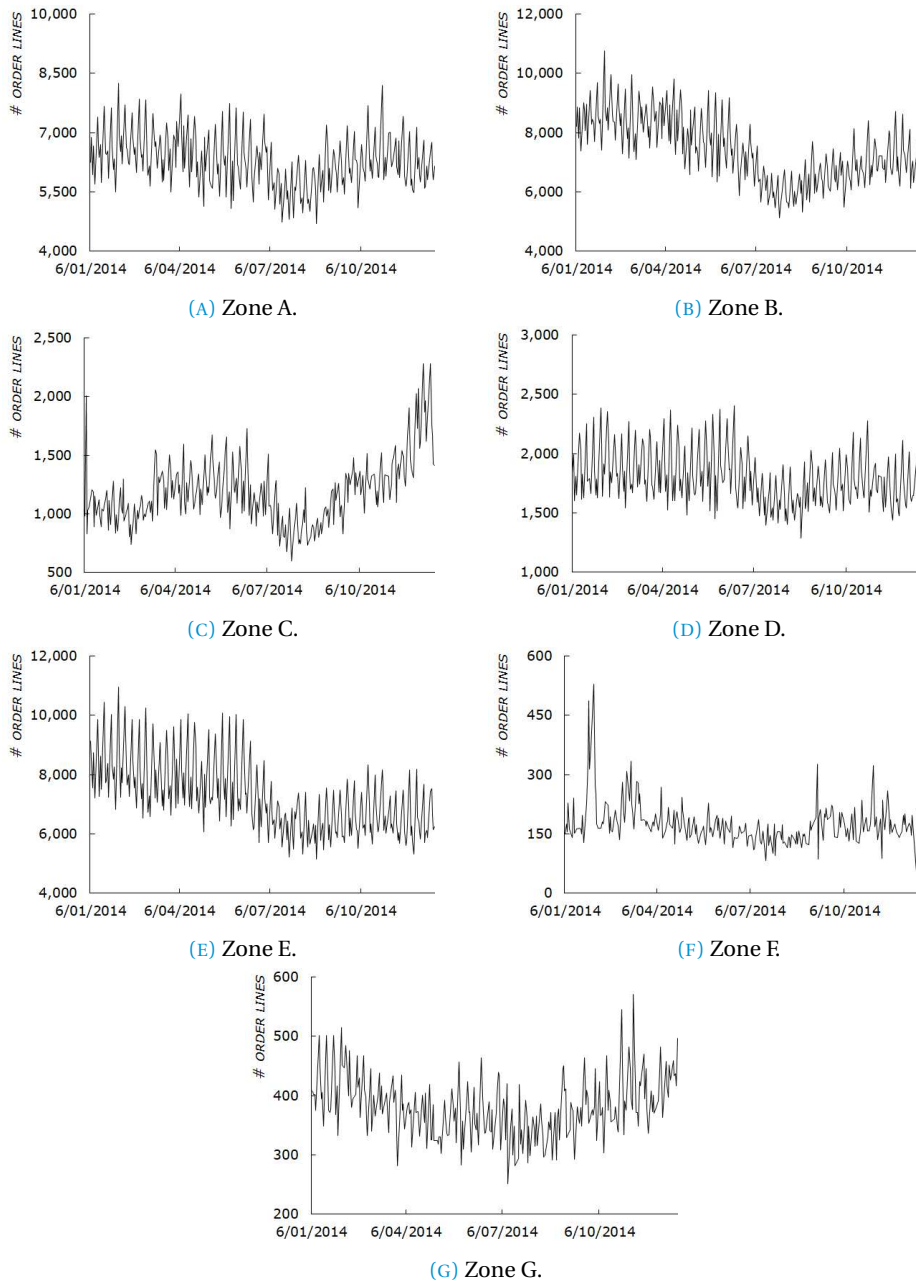 # ORDER LINES
10,000
8,500
7,000
5,500
4,000
6/01/2014 6/04/2014 6/07/2014 6/10/2014
(A) Zone A.
# ORDER LINES
12,000
10,000
8,000
6,000
4,000
6/01/2014 6/04/2014 6/07/2014 6/10/2014
(B) Zone B.
# ORDER LINES
2,500
2,000
1,500
1,000
500
6/01/2014 6/04/2014 6/07/2014 6/10/2014
(C) Zone C.
# ORDER LINES
3,000
2,500
2,000
1,500
1,000
6/01/2014 6/04/2014 6/07/2014 6/10/2014
(D) Zone D.
# ORDER LINES
12,000
10,000
8,000
6,000
4,000
6/01/2014 6/04/2014 6/07/2014 6/10/2014
(E) Zone E.
# ORDER LINES
600
450
300
150
0
6/01/2014 6/04/2014 6/07/2014 6/10/2014
(F) Zone F.
# ORDER LINES
600
500
400
300
200
6/01/2014 6/04/2014 6/07/2014 6/10/2014
(G) Zone G.